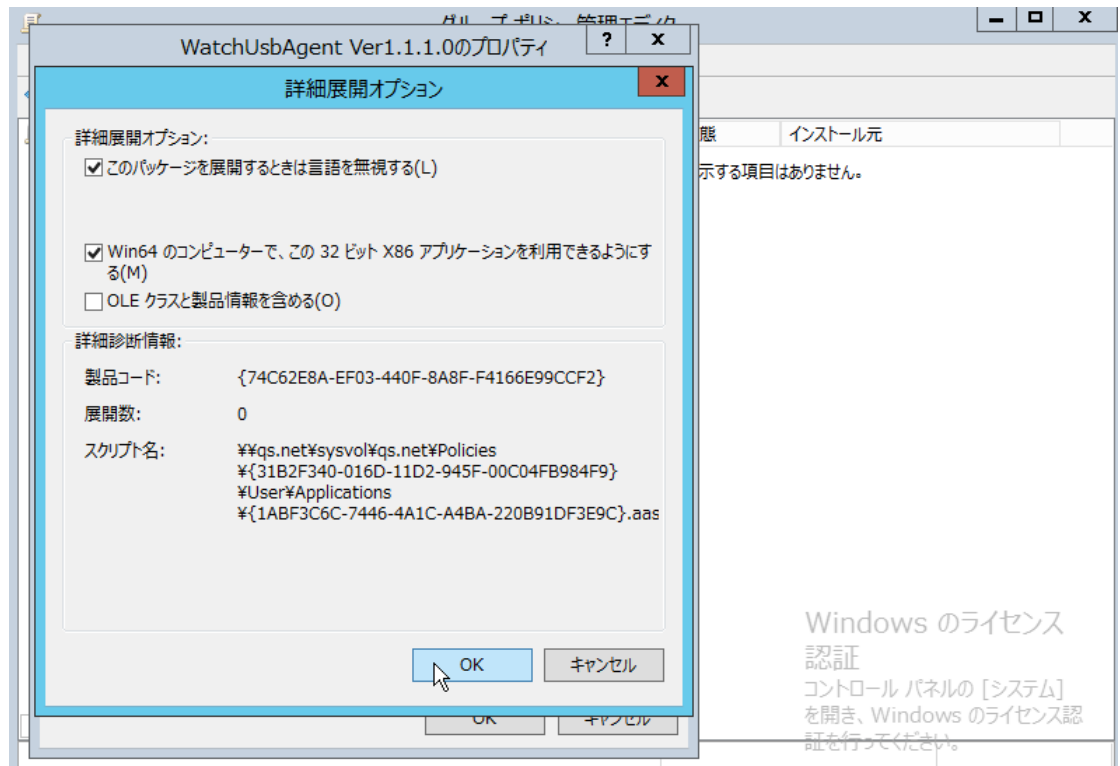 グループ ポリシー管理エディタ
WatchUsbAgent Ver1.1.1.0のプロパティ
? x
詳細展開オプション
x
詳細展開オプション:
このパッケージを展開するときは言語を無視する(L)
Win64 のコンピューターで、この 32 ビット X86 アプリケーションを利用できるようにす
る(M)
OLE クラスと製品情報を含める(O)
詳細診断情報:
製品コード: {74C62E8A-EF03-440F-8A8F-F4166E99CCF2}
展開数: 0
スクリプト名: ¥¥qs.net¥sysvol¥qs.net¥Policies
¥{31B2F340-016D-11D2-945F-00C04FB984F9}
¥User¥Applications
¥{1ABF3C6C-7446-4A1C-A4BA-220B91DF3E9C}.aas
OK キャンセル
OK キャンセル
態 インストール元
示する項目はありません。
Windows のライセンス
認証
コントロール パネルの [システム]
を開き、Windows のライセンス認
証を行ってください。